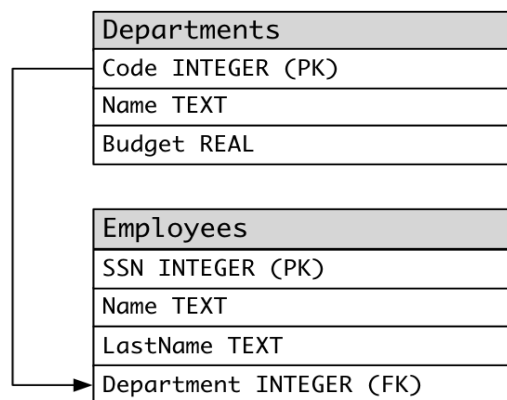 Departments
Code INTEGER (PK)
Name TEXT
Budget REAL
Employees
SSN INTEGER (PK)
Name TEXT
LastName TEXT
Department INTEGER (FK)